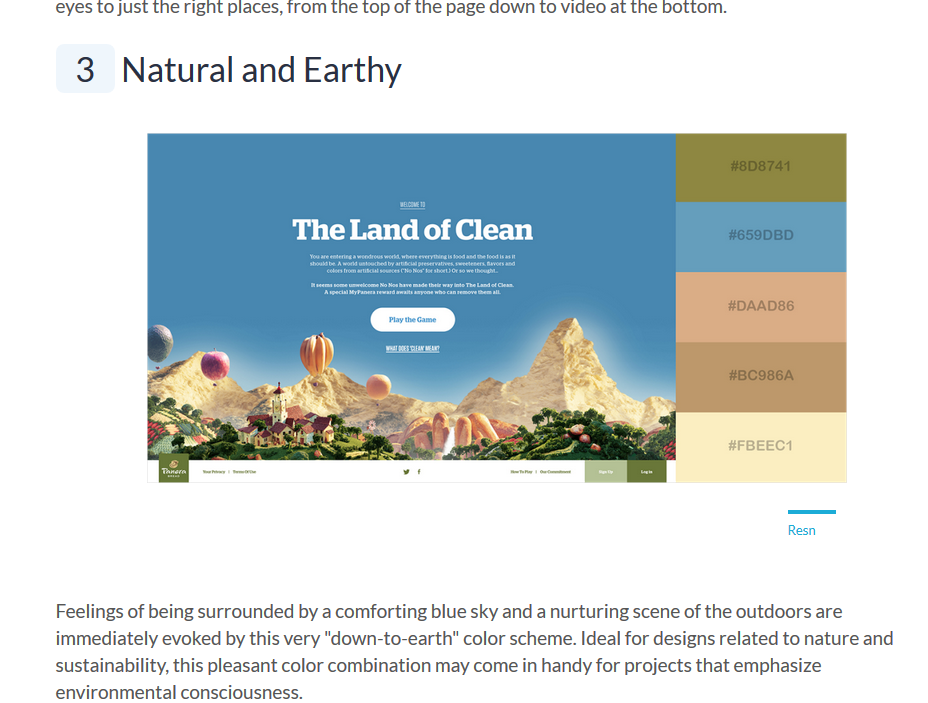 eyes to just the right places, from the top of the page down to video at the bottom.
3 Natural and Earthy
WELCOME TO
The Land of Clean
You are entering a wondrous world, where everything is food and the food is as it
should be. A world untouched by artificial preservatives, sweeteners, flavors and
colors from artificial sources ("No Nos" for short.) Or so we thought...
It seems some unwelcome No Nos have made their way into The Land of Clean.
A special MyPanera reward awaits anyone who can remove them all.
Play the Game
WHAT DOES 'CLEAN' MEAN?
Panera
BREAD
Your Privacy | Terms Of Use
How To Play | Our Commitment
Sign Up
Log in
#8D8741
#659DBD
#DAAD86
#BC986A
#FBEEC1
Resn
Feelings of being surrounded by a comforting blue sky and a nurturing scene of the outdoors are
immediately evoked by this very "down-to-earth" color scheme. Ideal for designs related to nature and
sustainability, this pleasant color combination may come in handy for projects that emphasize
environmental consciousness.